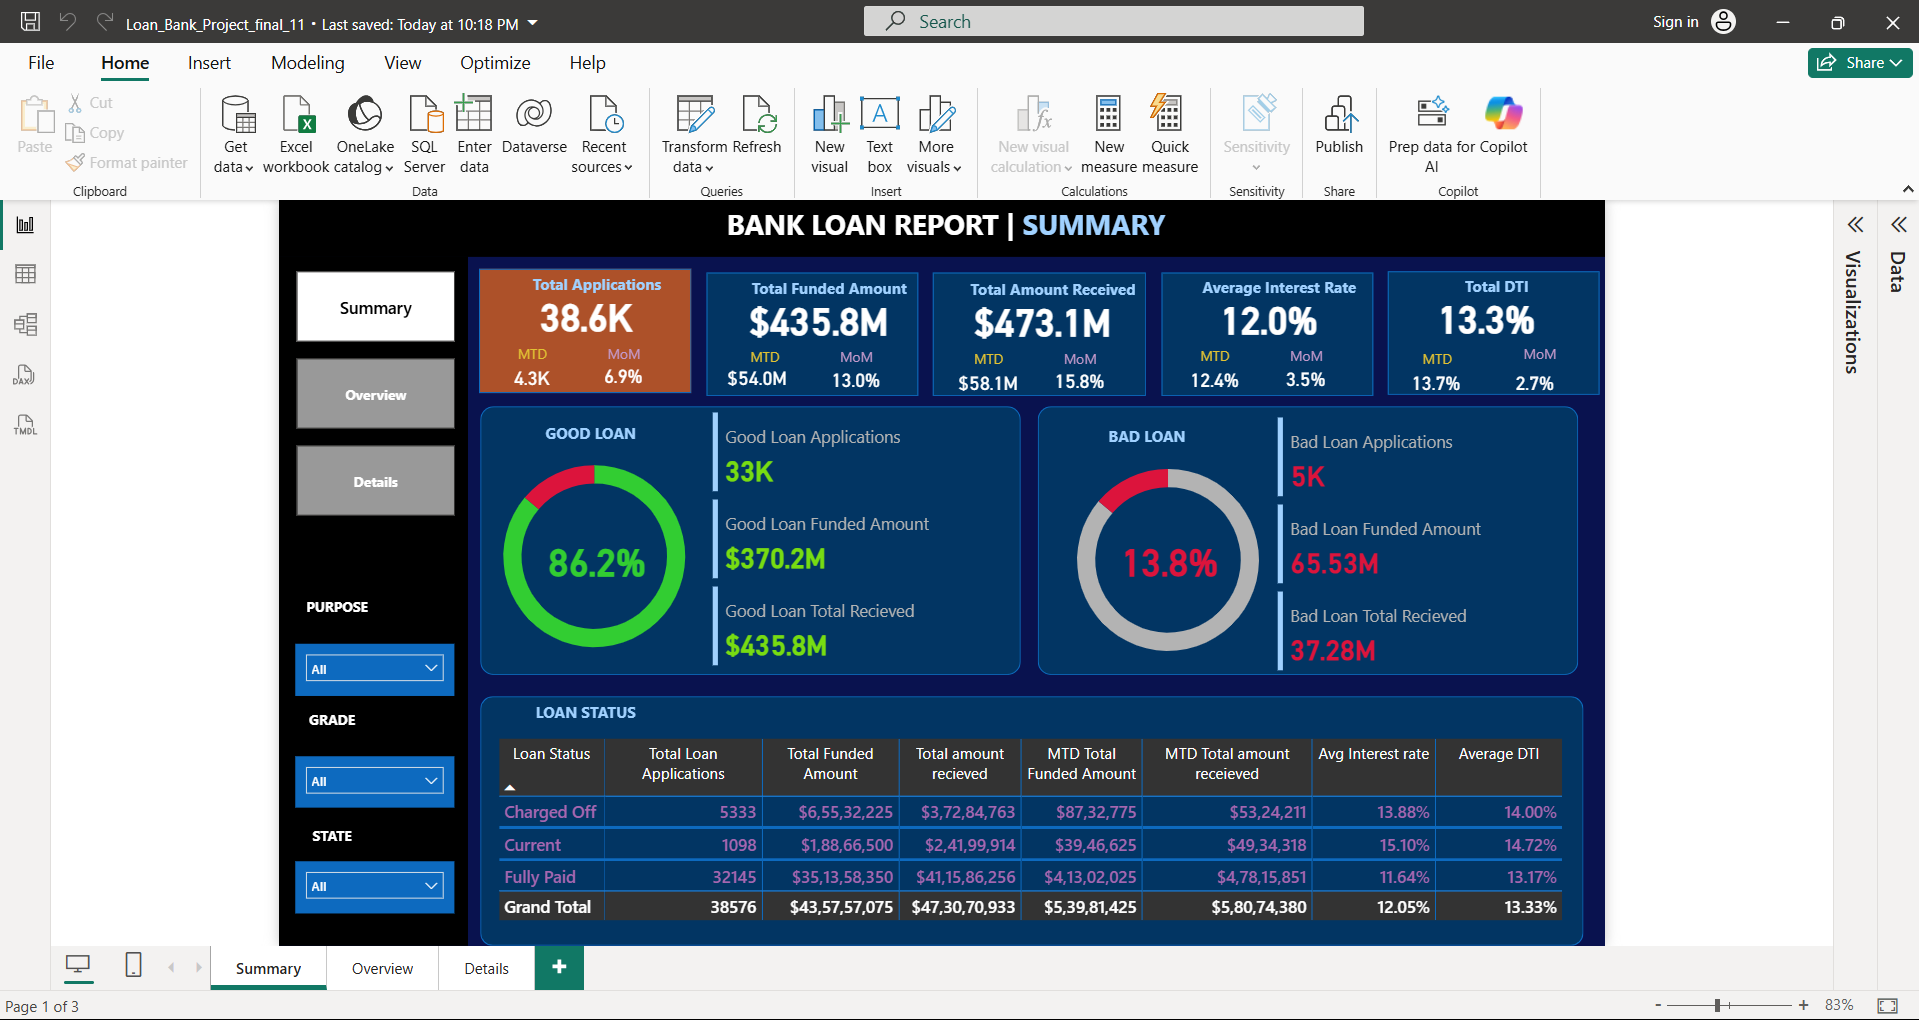 Loan_Bank_Project_final_11 • Last saved: Today at 10:18 PM
Search
Sign in
File Home Insert Modeling View Optimize Help
Share
Paste
Cut
Copy
Format painter
Clipboard
Get data
Excel workbook
OneLake catalog
SQL Server
Enter data
Dataverse
Recent sources
Data
Transform data
Refresh
Queries
New visual
Text box
More visuals
Insert
New visual calculation
New measure
Quick measure
Calculations
Sensitivity
Sensitivity
Publish
Share
Prep data for AI
Copilot
Copilot
DAX
TMDL
BANK LOAN REPORT | SUMMARY
Summary
Overview
Details
PURPOSE
All
GRADE
All
STATE
All
Total Applications
38.6K
MTD MoM
4.3K 6.9%
Total Funded Amount
$435.8M
MTD MoM
$54.0M 13.0%
Total Amount Received
$473.1M
MTD MoM
$58.1M 15.8%
Average Interest Rate
12.0%
MTD MoM
12.4% 3.5%
Total DTI
13.3%
MTD MoM
13.7% 2.7%
GOOD LOAN
86.2%
Good Loan Applications
33K
Good Loan Funded Amount
$370.2M
Good Loan Total Recieved
$435.8M
BAD LOAN
13.8%
Bad Loan Applications
5K
Bad Loan Funded Amount
65.53M
Bad Loan Total Recieved
37.28M
LOAN STATUS
Loan Status Total Loan Applications Total Funded Amount Total amount recieved MTD Total Funded Amount MTD Total amount receieved Avg Interest rate Average DTI
Charged Off 5333 $6,55,32,225 $3,72,84,763 $87,32,775 $53,24,211 13.88% 14.00%
Current 1098 $1,88,66,500 $2,41,99,914 $39,46,625 $49,34,318 15.10% 14.72%
Fully Paid 32145 $35,13,58,350 $41,15,86,256 $4,13,02,025 $4,78,15,851 11.64% 13.17%
Grand Total 38576 $43,57,57,075 $47,30,70,933 $5,39,81,425 $5,80,74,380 12.05% 13.33%
Visualizations
Data
Summary Overview Details +
Page 1 of 3
- + 83%